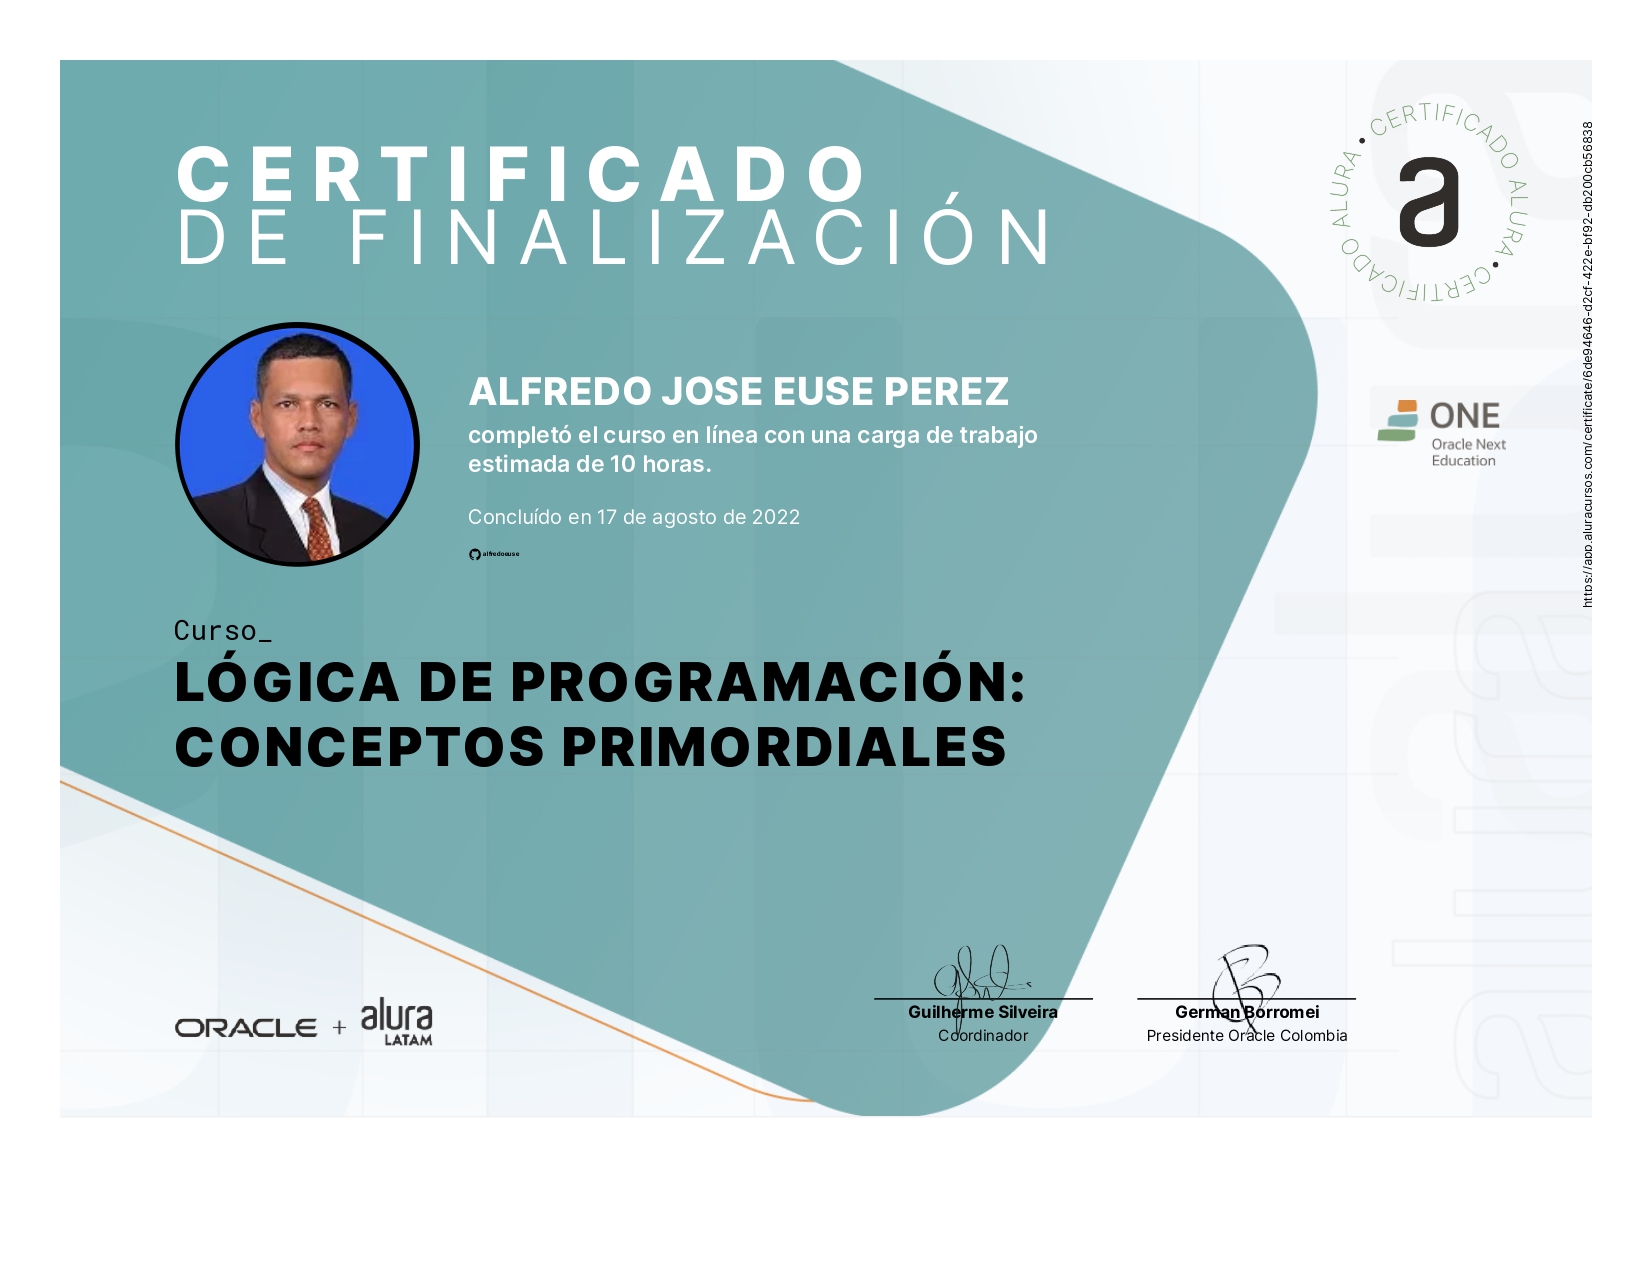 CERTIFICADO
DE FINALIZACIÓN
CERTIFICADO ALURA • CERTIFICADO ALURA •
a
ALFREDO JOSE EUSE PEREZ
completó el curso en línea con una carga de trabajo
estimada de 10 horas.
Concluído en 17 de agosto de 2022
alfredoeuse
ONE
Oracle Next
Education
https://app.aluracursos.com/certificate/6de94646-d2cf-422e-bf92-db200cb56838
Curso_
LÓGICA DE PROGRAMACIÓN:
CONCEPTOS PRIMORDIALES
ORACLE + alura
LATAM
Guilherme Silveira
Coordinador
German Borromei
Presidente Oracle Colombia
alura